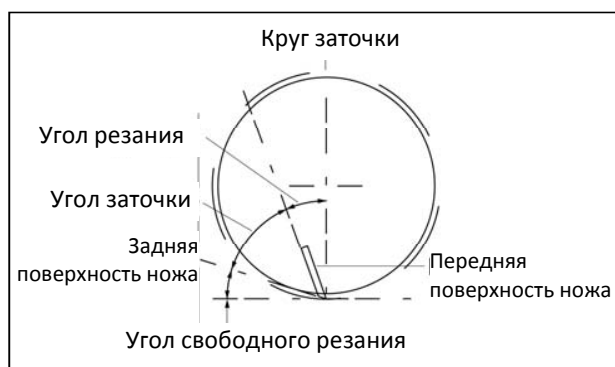 Круг заточки
Угол резания
Угол заточки
Задняя
поверхность ножа
Передняя
поверхность ножа
Угол свободного резания